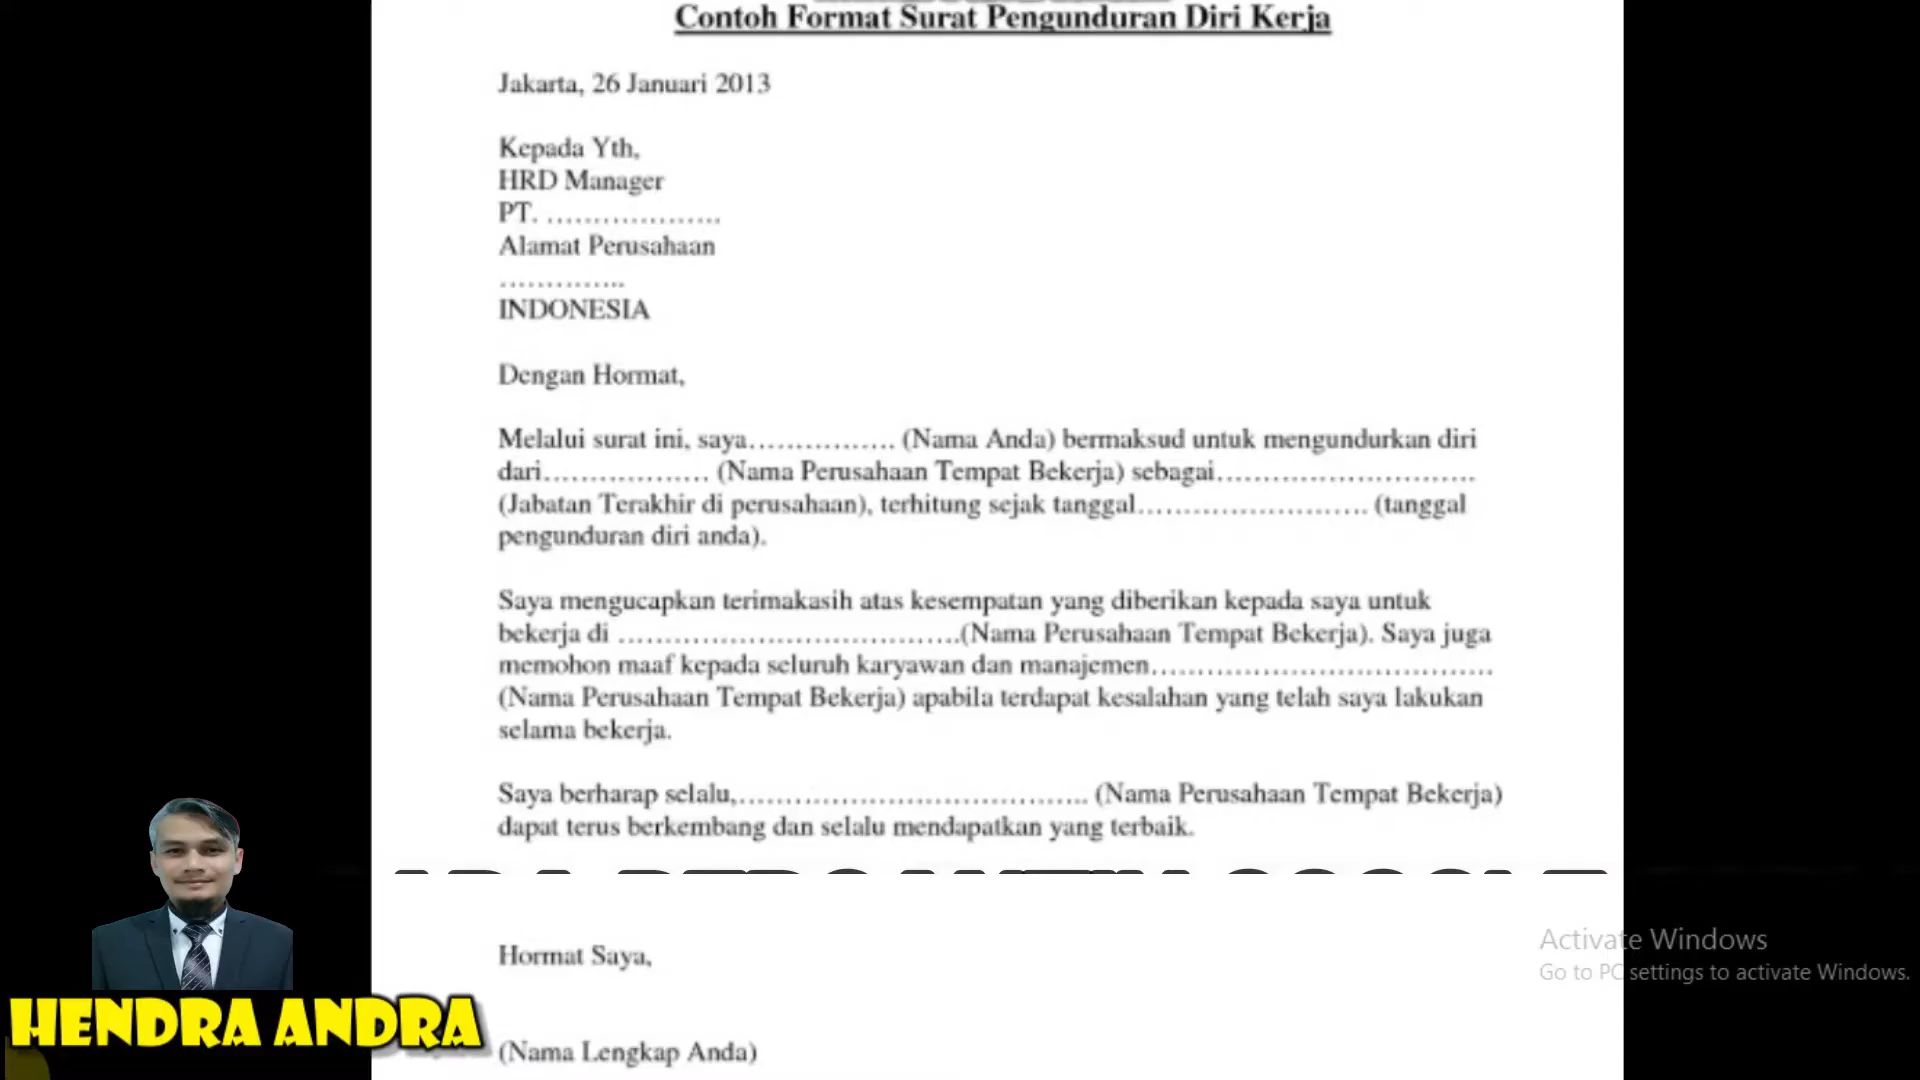 Contoh Format Surat Pengunduran Diri Kerja
Jakarta, 26 Januari 2013
Kepada Yth,
HRD Manager
PT. ...................
Alamat Perusahaan
..............
INDONESIA
Dengan Hormat,
Melalui surat ini, saya................ (Nama Anda) bermaksud untuk mengundurkan diri
dari.................. (Nama Perusahaan Tempat Bekerja) sebagai............................
(Jabatan Terakhir di perusahaan), terhitung sejak tanggal......................... (tanggal
pengunduran diri anda).
Saya mengucapkan terimakasih atas kesempatan yang diberikan kepada saya untuk
bekerja di .....................................(Nama Perusahaan Tempat Bekerja). Saya juga
memohon maaf kepada seluruh karyawan dan manajemen.....................................
(Nama Perusahaan Tempat Bekerja) apabila terdapat kesalahan yang telah saya lakukan
selama bekerja.
Saya berharap selalu,...................................... (Nama Perusahaan Tempat Bekerja)
dapat terus berkembang dan selalu mendapatkan yang terbaik.
Hormat Saya,
(Nama Lengkap Anda)
HENDRA ANDRA
Activate Windows
Go to PC settings to activate Windows.